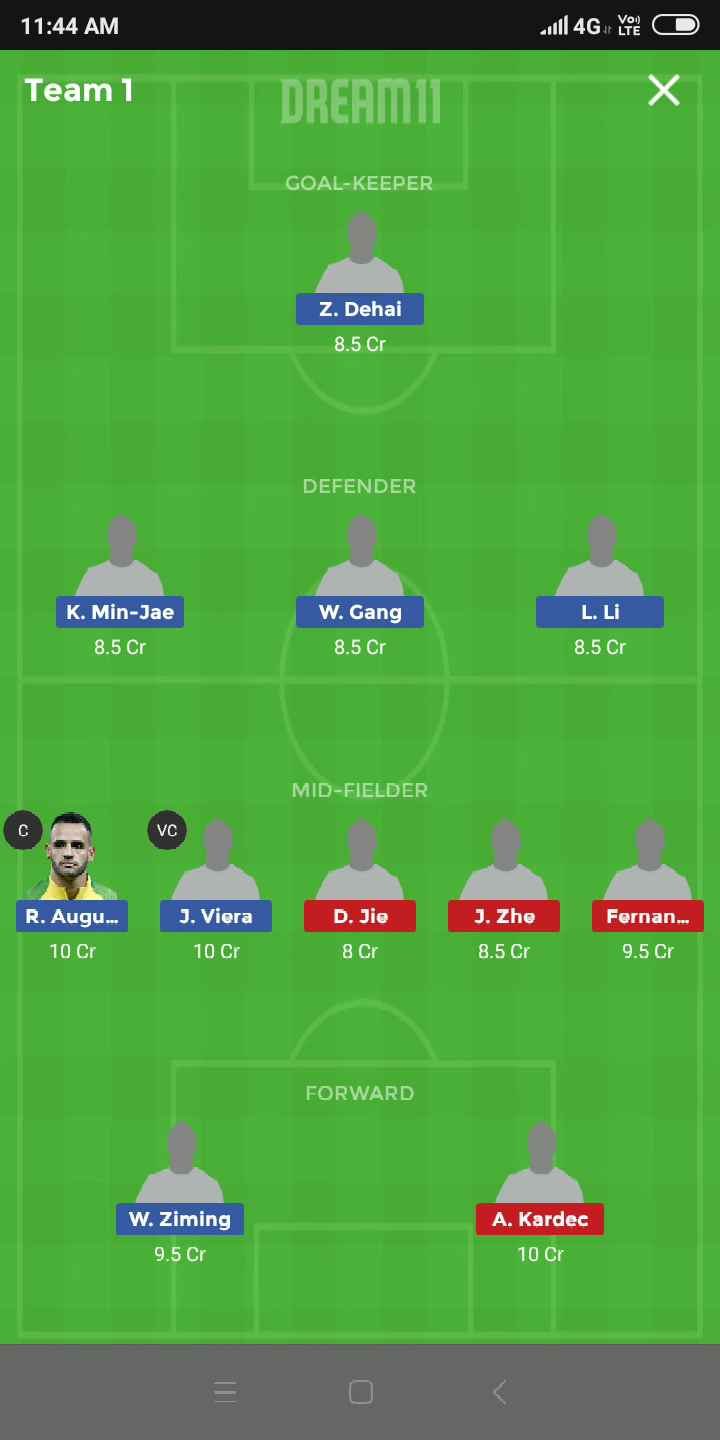 11:44 AM 4G Vo) LTE
Team 1
DREAM11
GOAL-KEEPER
Z. Dehai
8.5 Cr
DEFENDER
K. Min-Jae W. Gang L. Li
8.5 Cr 8.5 Cr 8.5 Cr
MID-FIELDER
C VC
R. Augu... J. Viera D. Jie J. Zhe Fernan...
10 Cr 10 Cr 8 Cr 8.5 Cr 9.5 Cr
FORWARD
W. Ziming A. Kardec
9.5 Cr 10 Cr